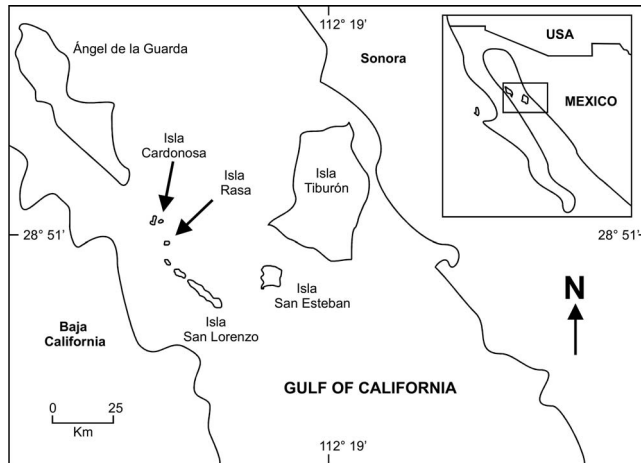 112° 19'
Ángel de la Guarda
Sonora
USA
MEXICO
Isla
Cardonosa
Isla
Rasa
Isla
Tiburón
28° 51'
28° 51'
Isla
San Esteban
N
Isla
San Lorenzo
Baja
California
GULF OF CALIFORNIA
0 25
Km
112° 19'